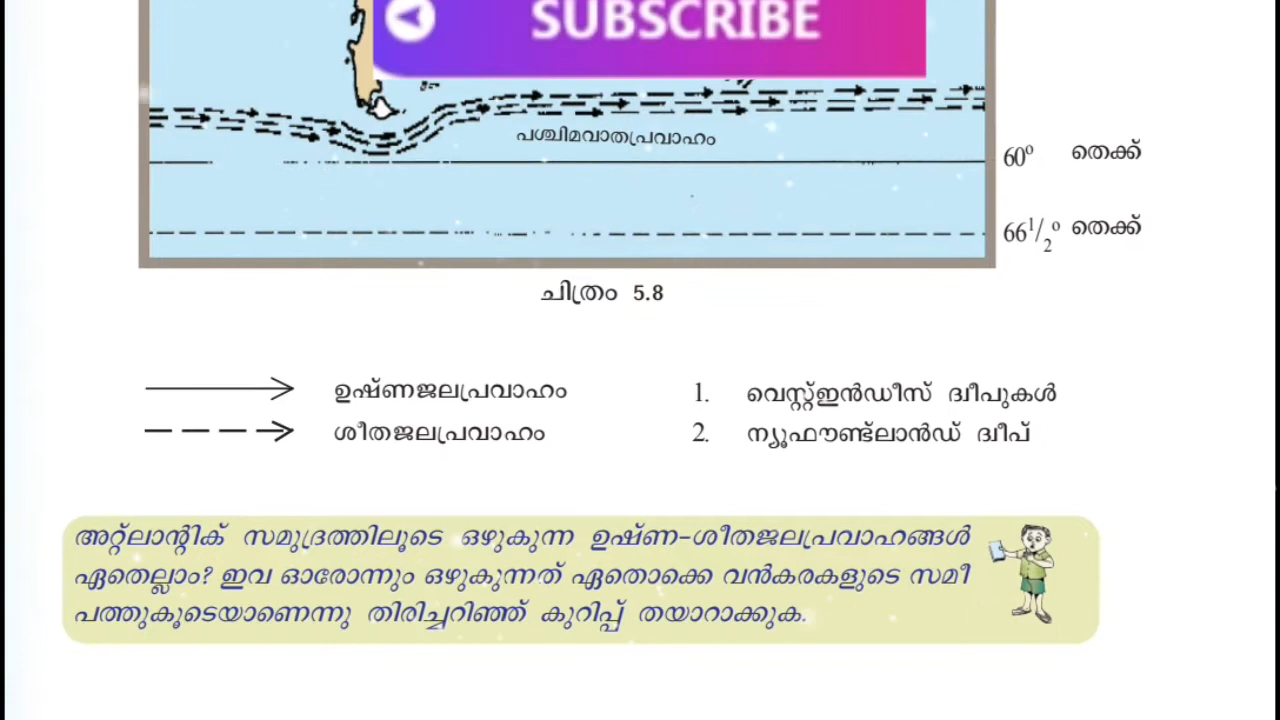 SUBSCRIBE
പശ്ചിമവാതപ്രവാഹം
60⁰ തെക്ക്
66¹/₂⁰ തെക്ക്
ചിത്രം 5.8
ഉഷ്ണജലപ്രവാഹം
1. വെസ്റ്റ്ഇൻഡീസ് ദ്വീപുകൾ
ശീതജലപ്രവാഹം
2. ന്യൂഫൗണ്ട്ലാൻഡ് ദ്വീപ്
അറ്റ്ലാന്റിക് സമുദ്രത്തിലൂടെ ഒഴുകുന്ന ഉഷ്ണ-ശീതജലപ്രവാഹങ്ങൾ
ഏതെല്ലാം? ഇവ ഓരോന്നും ഒഴുകുന്നത് ഏതൊക്കെ വൻകരകളുടെ സമീ
പത്തുകൂടെയാണെന്നു തിരിച്ചറിഞ്ഞ് കുറിപ്പ് തയാറാക്കുക.